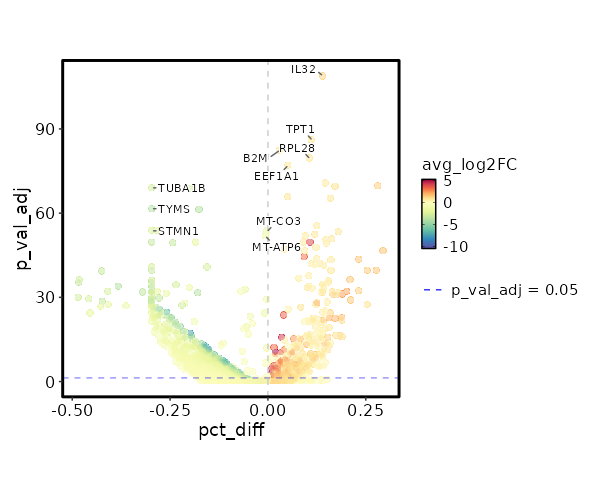 IL32
TPT1
RPL28
B2M
EEF1A1
TUBA1B
TYMS
MT-CO3
STMN1
MT-ATP6
90
60
30
0
p_val_adj
-0.50
-0.25
0.00
0.25
pct_diff
avg_log2FC
5
0
-5
-10
p_val_adj = 0.05